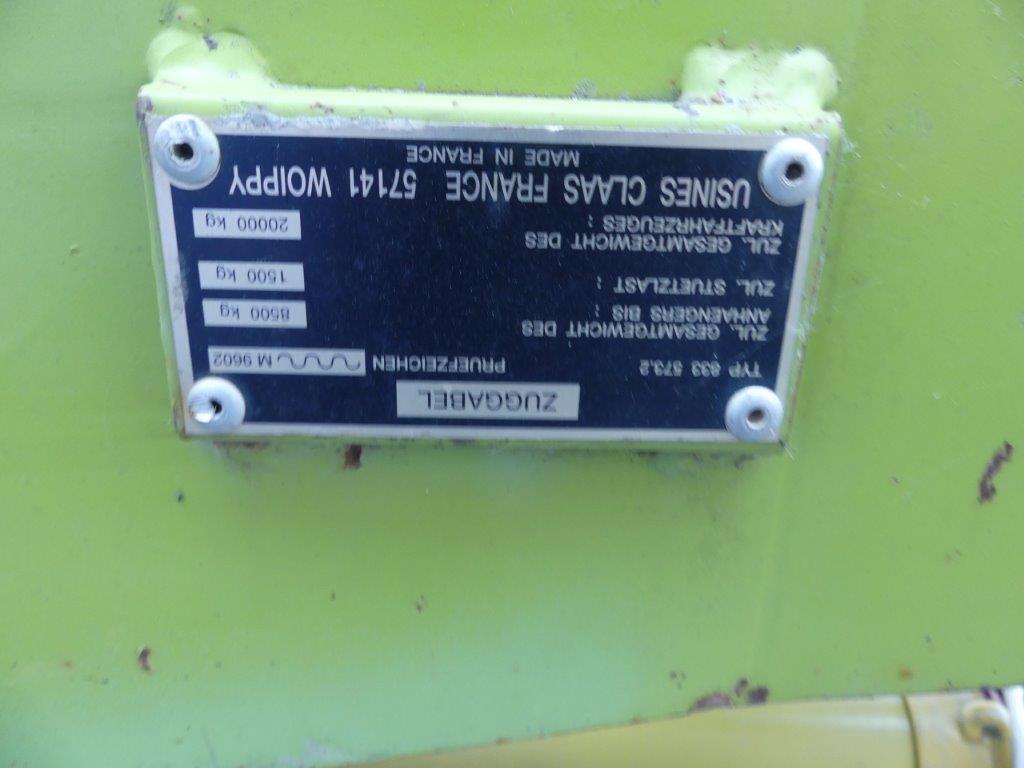 ZUGGABEL
TYP 833 573.2 PRUEFZEICHEN M 9602
ZUL. GESAMTGEWICHT DES
ANHAENGERS BIS : 8500 kg
ZUL. STUETZLAST : 1500 kg
ZUL. GESAMTGEWICHT DES
KRAFTFAHRZEUGES : 20000 kg
USINES CLAAS FRANCE 57141 WOIPPY
MADE IN FRANCE